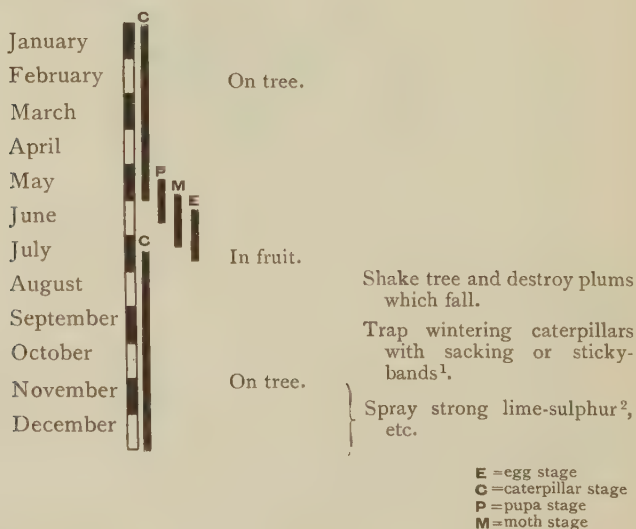 C
January
February On tree.
March
April
P
May
M
E
June
C
July In fruit.
August Shake tree and destroy plums
which fall.
September Trap wintering caterpillars
with sacking or sticky-
October bands¹.
November On tree.
Spray strong lime-sulphur²,
December etc.
E =egg stage
C =caterpillar stage
P =pupa stage
M =moth stage